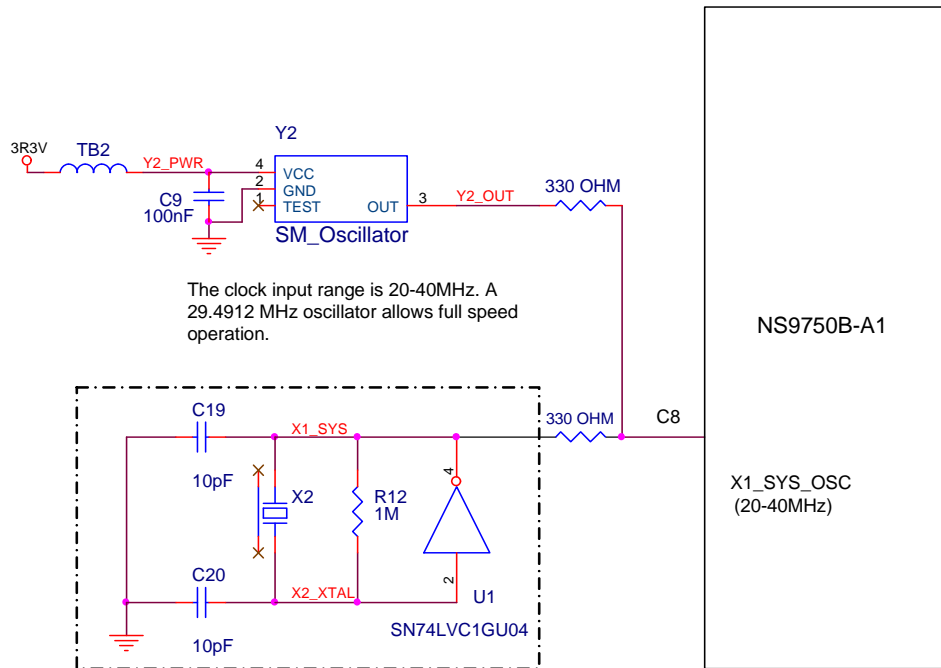 Y2
3R3V
TB2
Y2_PWR
4
VCC
2
GND
1
TEST
OUT
3
Y2_OUT
330 OHM
C9
100nF
SM_Oscillator
The clock input range is 20-40MHz. A
29.4912 MHz oscillator allows full speed
operation.
NS9750B-A1
C19
X1_SYS
330 OHM
C8
10pF
4
X2
R12
1M
X1_SYS_OSC
(20-40MHz)
C20
X2_XTAL
2
U1
10pF
SN74LVC1GU04